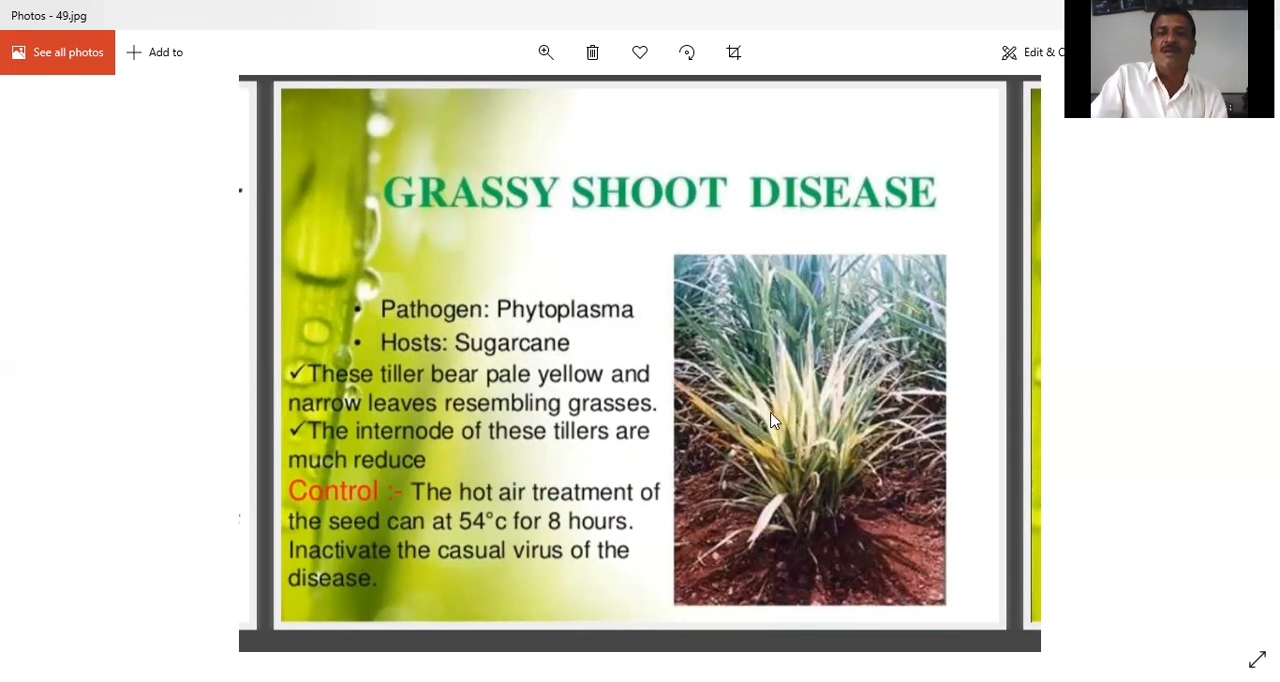 Photos - 49.jpg
See all photos
Add to
Edit & C
GRASSY SHOOT DISEASE
• Pathogen: Phytoplasma
• Hosts: Sugarcane
✓These tiller bear pale yellow and
narrow leaves resembling grasses.
✓The internode of these tillers are
much reduce
Control :- The hot air treatment of
the seed can at 54°c for 8 hours.
Inactivate the casual virus of the
disease.